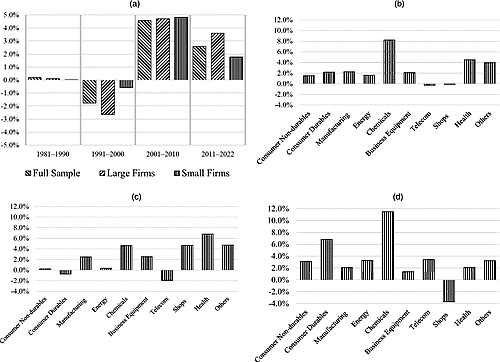 (a)
5.0%
4.0%
3.0%
2.0%
1.0%
0.0%
-1.0%
-2.0%
-3.0%
-4.0%
-5.0%
1981–1990 1991–2000 2001–2010 2011–2022
Full Sample Large Firms Small Firms
(b)
12.0%
10.0%
8.0%
6.0%
4.0%
2.0%
0.0%
-2.0%
-4.0%
Consumer Non-durables
Consumer Durables
Manufacturing
Energy
Chemicals
Business Equipment
Telecom
Shops
Health
Others
(c)
12.0%
10.0%
8.0%
6.0%
4.0%
2.0%
0.0%
-2.0%
-4.0%
Consumer Non-durables
Consumer Durables
Manufacturing
Energy
Chemicals
Business Equipment
Telecom
Shops
Health
Others
(d)
12.0%
10.0%
8.0%
6.0%
4.0%
2.0%
0.0%
-2.0%
-4.0%
Consumer Non-durables
Consumer Durables
Manufacturing
Energy
Chemicals
Business Equipment
Telecom
Shops
Health
Others